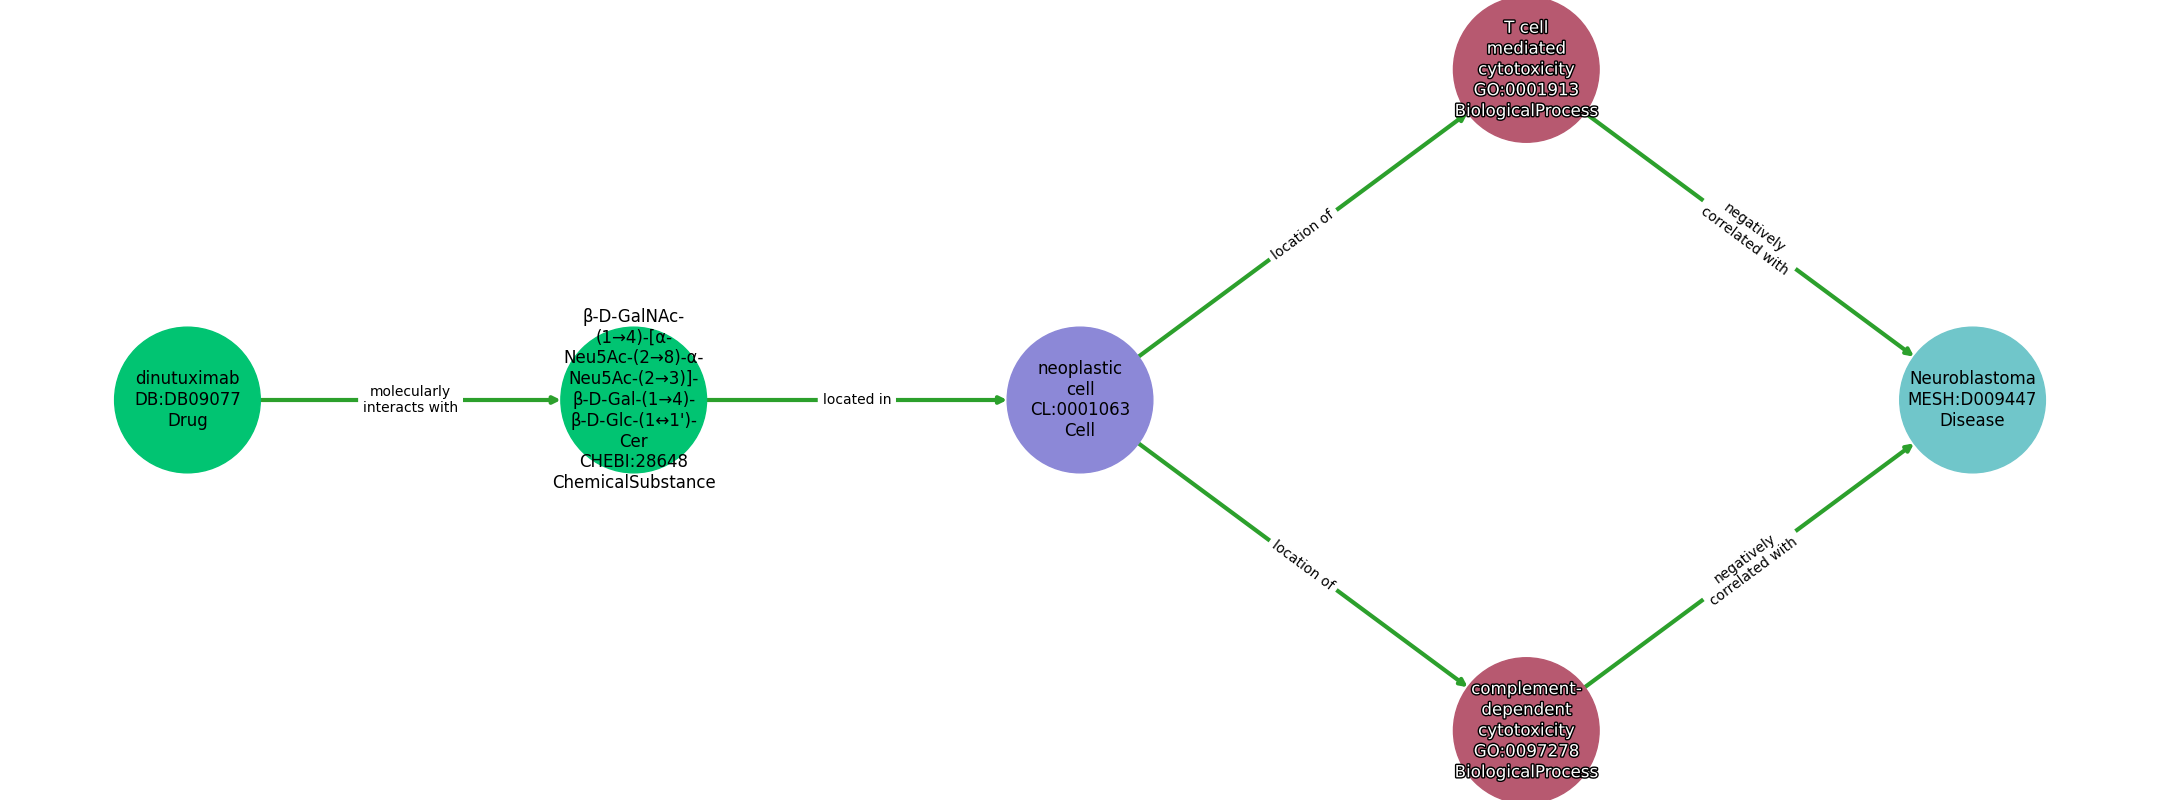 dinutuximab
DB:DB09077
Drug
molecularly
interacts with
β-D-GalNAc-
(1→4)-[α-
Neu5Ac-(2→8)-α-
Neu5Ac-(2→3)]-
β-D-Gal-(1→4)-
β-D-Glc-(1↔1')-
Cer
CHEBI:28648
ChemicalSubstance
located in
neoplastic
cell
CL:0001063
Cell
location of
T cell
mediated
cytotoxicity
GO:0001913
BiologicalProcess
negatively
correlated with
location of
complement-
dependent
cytotoxicity
GO:0097278
BiologicalProcess
negatively
correlated with
Neuroblastoma
MESH:D009447
Disease